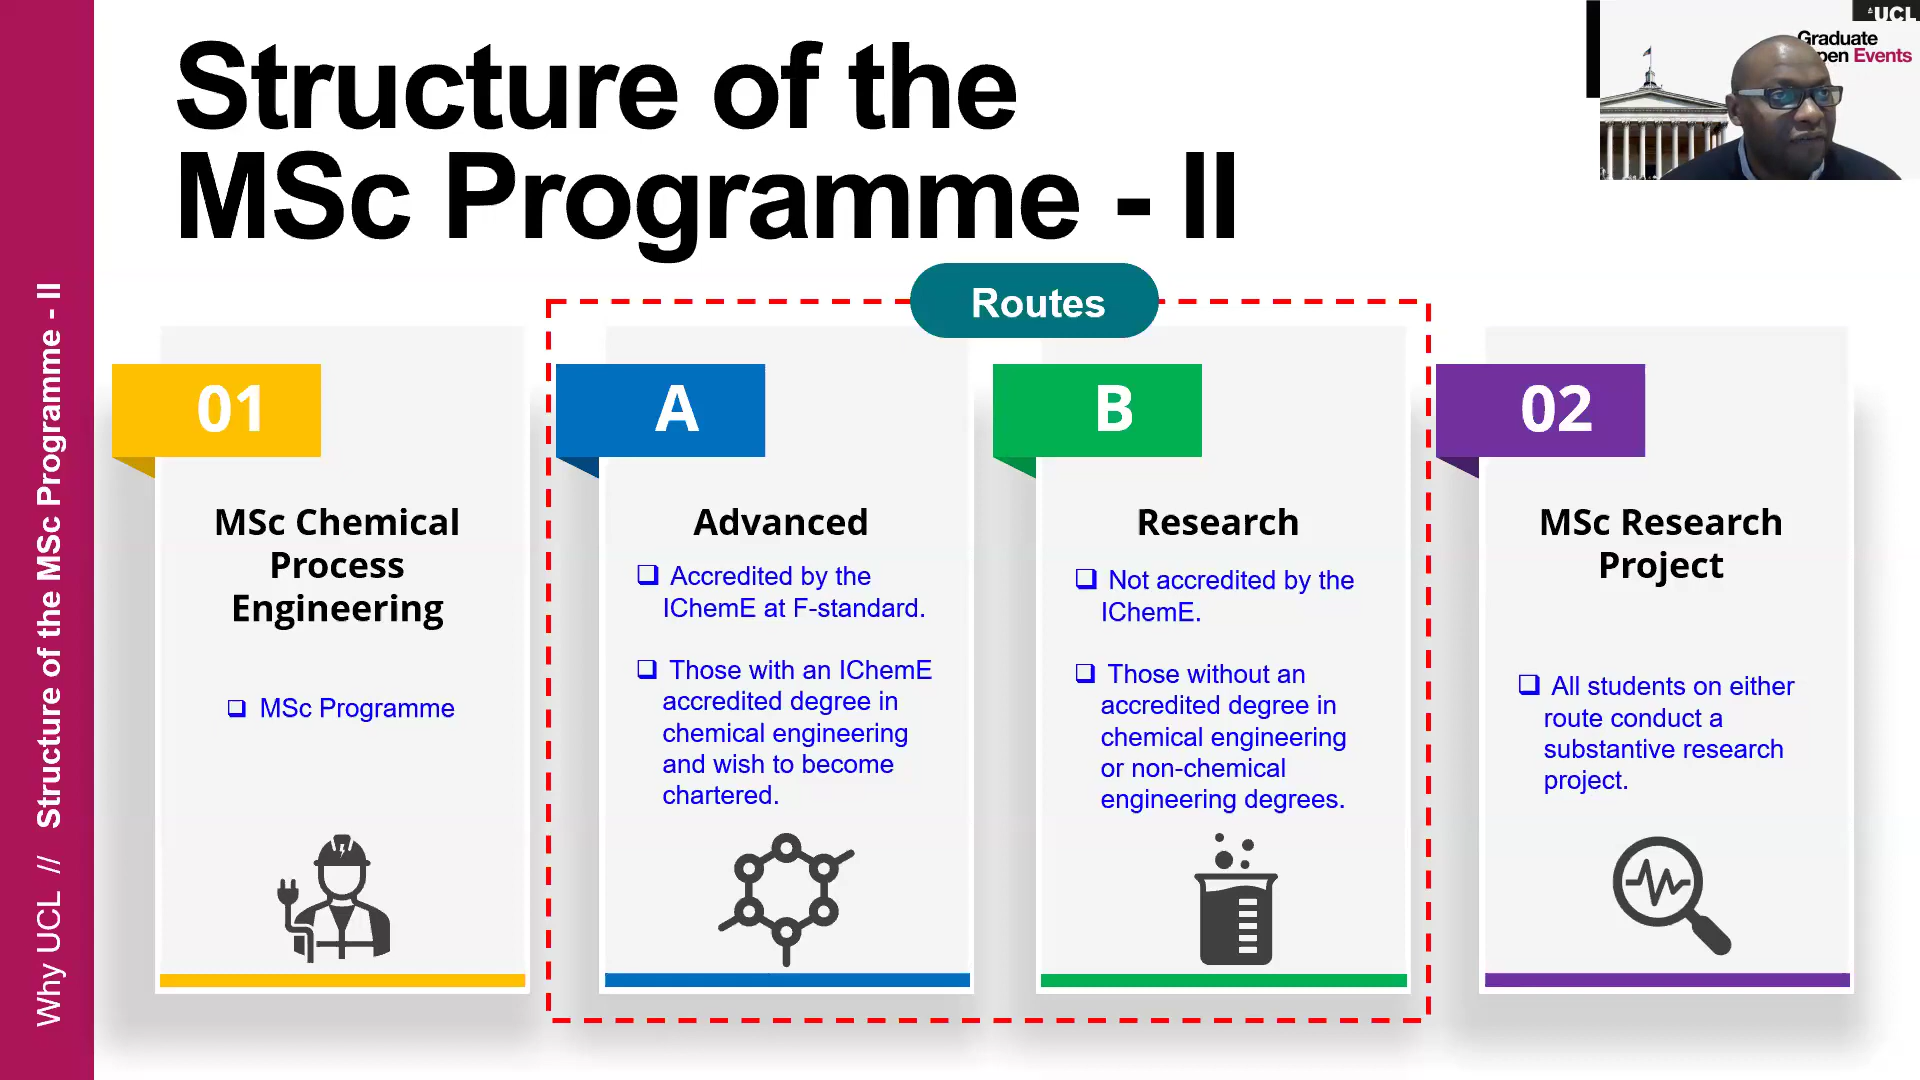 Structure of the
MSc Programme - II
UCL
Graduate
pen Events
Why UCL // Structure of the MSc Programme - II
Routes
01
MSc Chemical
Process
Engineering
❑ MSc Programme
A
Advanced
❑ Accredited by the
IChemE at F-standard.
❑ Those with an IChemE
accredited degree in
chemical engineering
and wish to become
chartered.
B
Research
❑ Not accredited by the
IChemE.
❑ Those without an
accredited degree in
chemical engineering
or non-chemical
engineering degrees.
02
MSc Research
Project
❑ All students on either
route conduct a
substantive research
project.